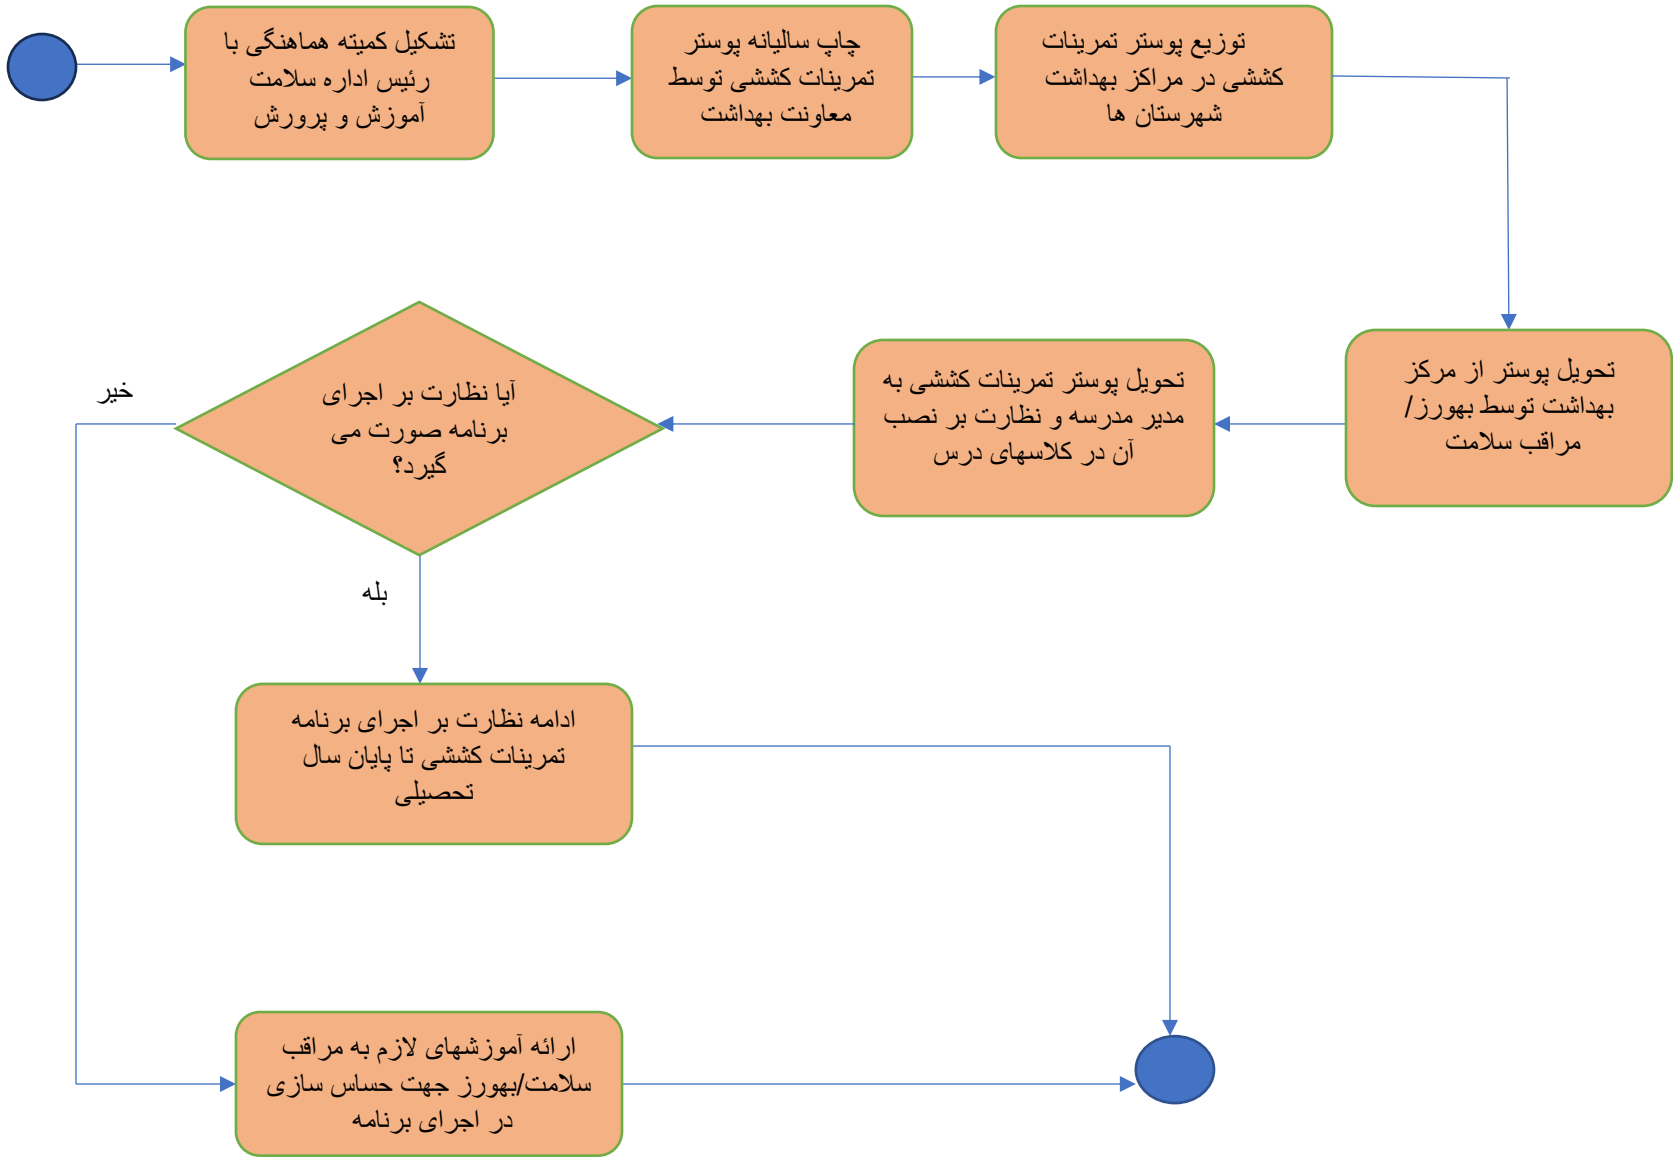 تشکیل کمیته هماهنگی با
رئیس اداره سلامت
آموزش و پرورش
چاپ سالیانه پوستر
تمرینات کششی توسط
معاونت بهداشت
توزیع پوستر تمرینات
کششی در مراکز بهداشت
شهرستان ها
تحویل پوستر از مرکز
بهداشت توسط بهورز/
مراقب سلامت
تحویل پوستر تمرینات کششی به
مدیر مدرسه و نظارت بر نصب
آن در کلاسهای درس
آیا نظارت بر اجرای
برنامه صورت می
گیرد؟
خیر
بله
ادامه نظارت بر اجرای برنامه
تمرینات کششی تا پایان سال
تحصیلی
ارائه آموزشهای لازم به مراقب
سلامت/بهورز جهت حساس سازی
در اجرای برنامه